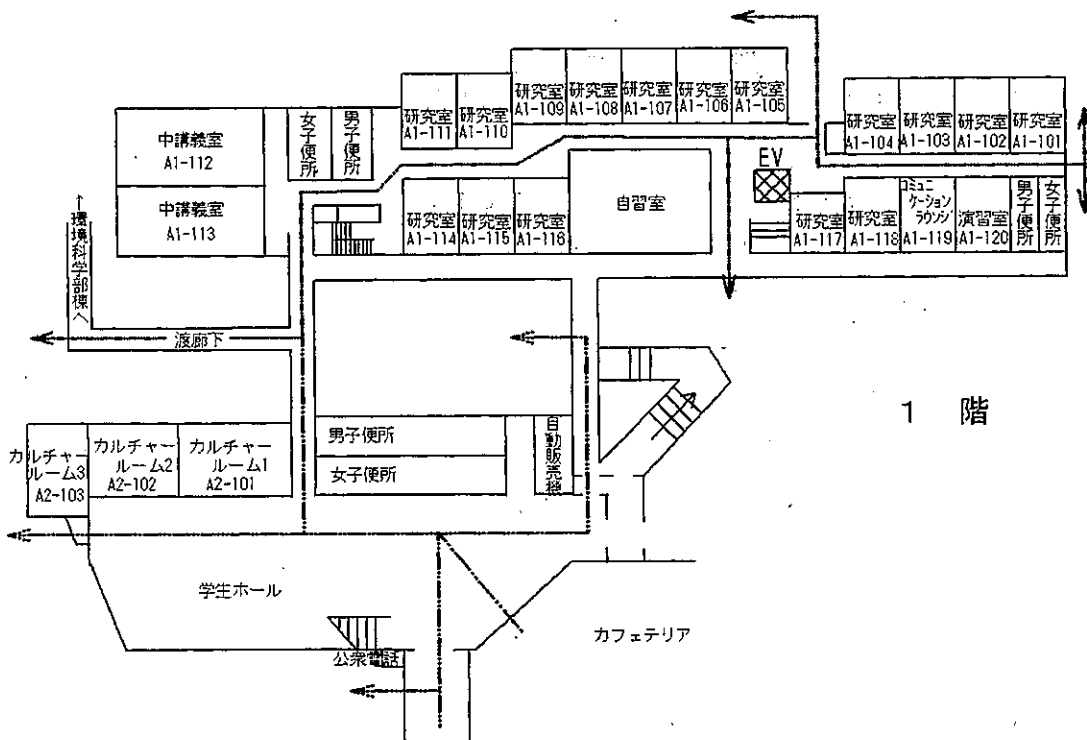 研究室
A1-109
研究室
A1-108
研究室
A1-107
研究室
A1-106
研究室
A1-105
研究室
A1-111
研究室
A1-110
研究室
A1-104
研究室
A1-103
研究室
A1-102
研究室
A1-101
中講義室
A1-112
女子便所
男子便所
EV
中講義室
A1-113
研究室
A1-114
研究室
A1-115
研究室
A1-116
自習室
研究室
A1-117
研究室
A1-118
コミュニ
ケーション
ラウンジ
A1-119
演習室
A1-120
男子便所
女子便所
←環境科学部棟へ
渡廊下
1 階
カルチャー
ルーム3
A2-103
カルチャー
ルーム2
A2-102
カルチャー
ルーム1
A2-101
男子便所
女子便所
自動販売機
学生ホール
カフェテリア
公衆電話